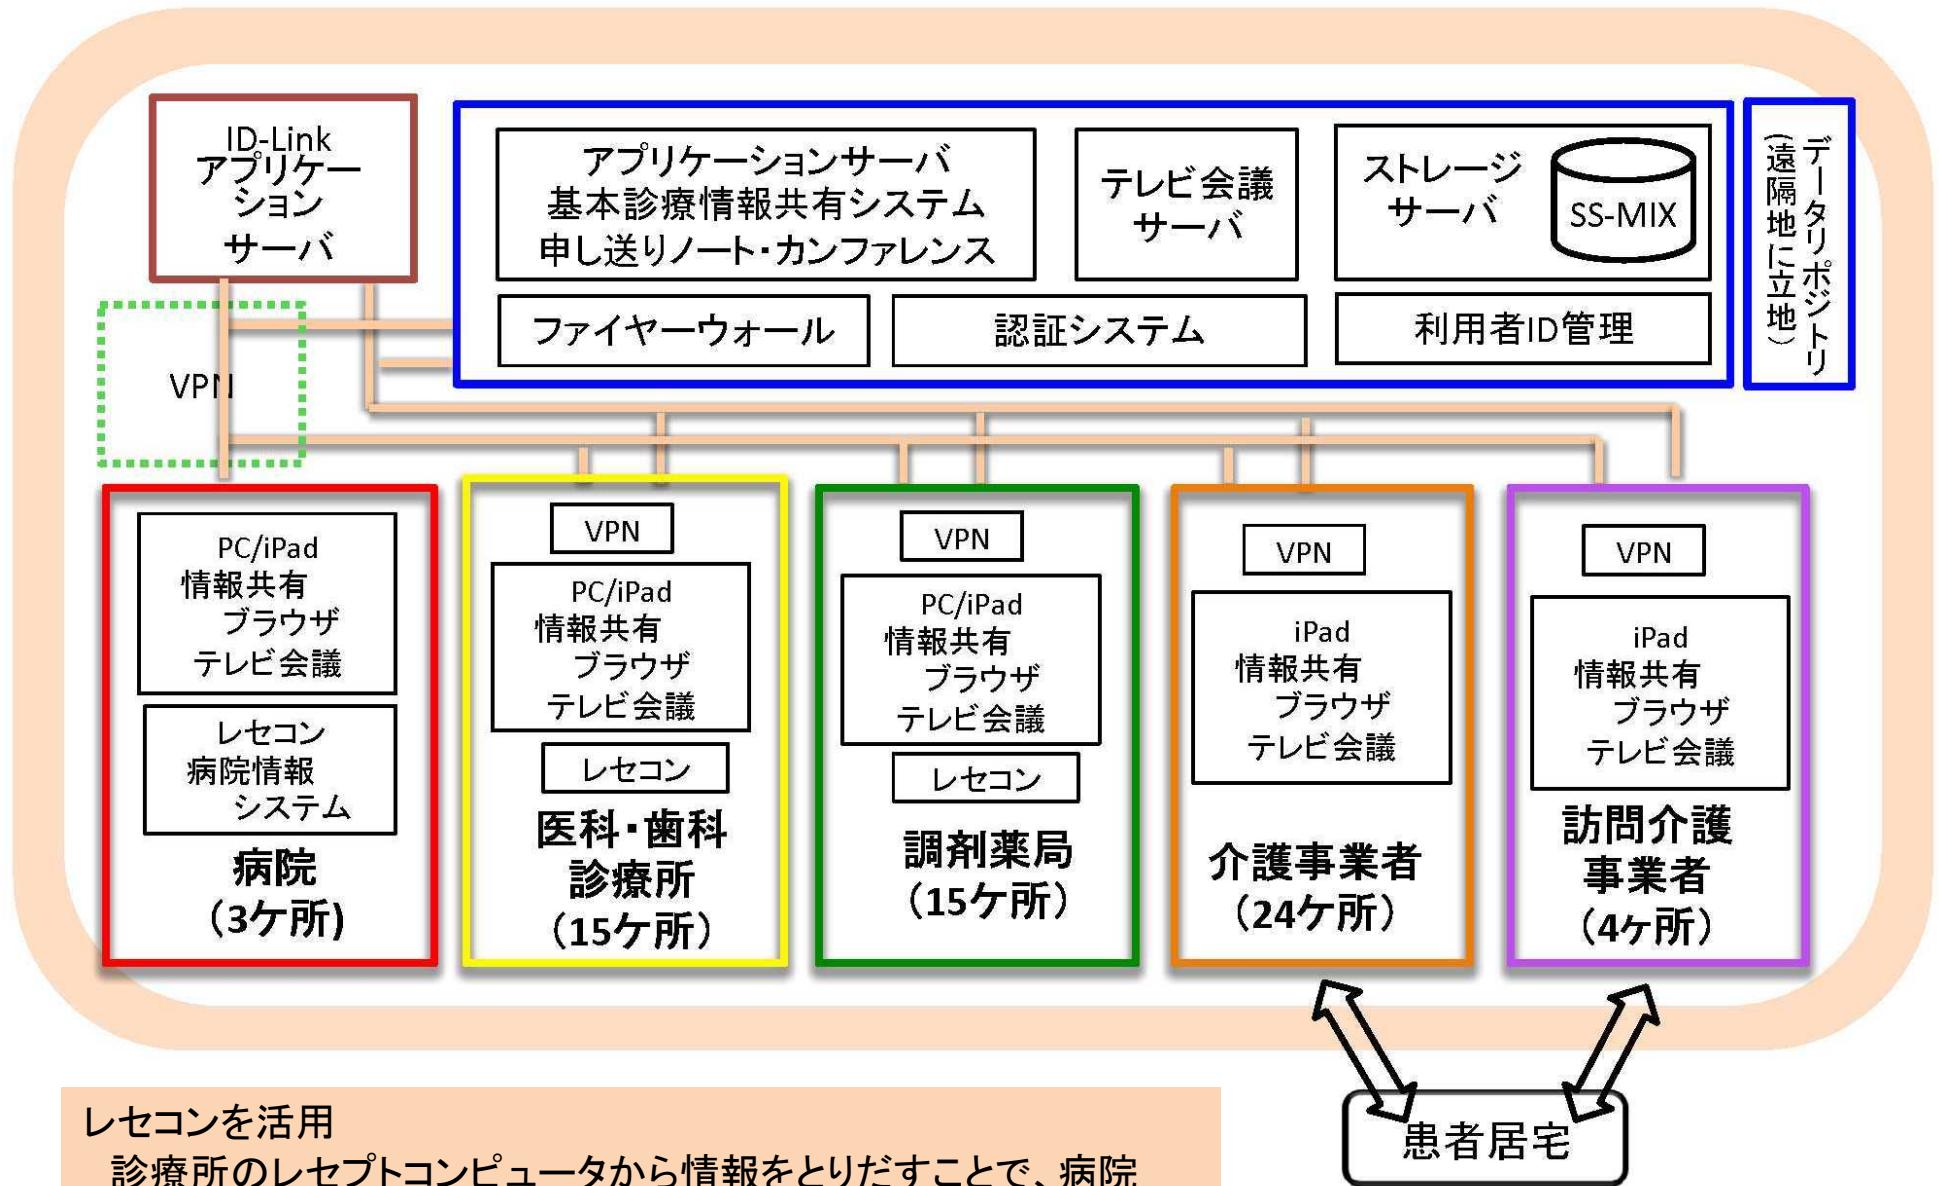 ID-Link
アプリケー
ション
サーバ
アプリケーションサーバ
基本診療情報共有システム
申し送りノート・カンファレンス
テレビ会議
サーバ
ストレージ
サーバ
SS-MIX
データリポジトリ
(遠隔地に立地)
ファイヤーウォール
認証システム
利用者ID管理
VPN
PC/iPad
情報共有
ブラウザ
テレビ会議
レセコン
病院情報
システム
病院
(3ケ所)
VPN
PC/iPad
情報共有
ブラウザ
テレビ会議
レセコン
医科・歯科
診療所
(15ケ所)
VPN
PC/iPad
情報共有
ブラウザ
テレビ会議
レセコン
調剤薬局
(15ケ所)
VPN
iPad
情報共有
ブラウザ
テレビ会議
介護事業者
(24ケ所)
VPN
iPad
情報共有
ブラウザ
テレビ会議
訪問介護
事業者
(4ヶ所)
患者居宅
レセコンを活用
診療所のレセプトコンピュータから情報をとりだすことで、病院